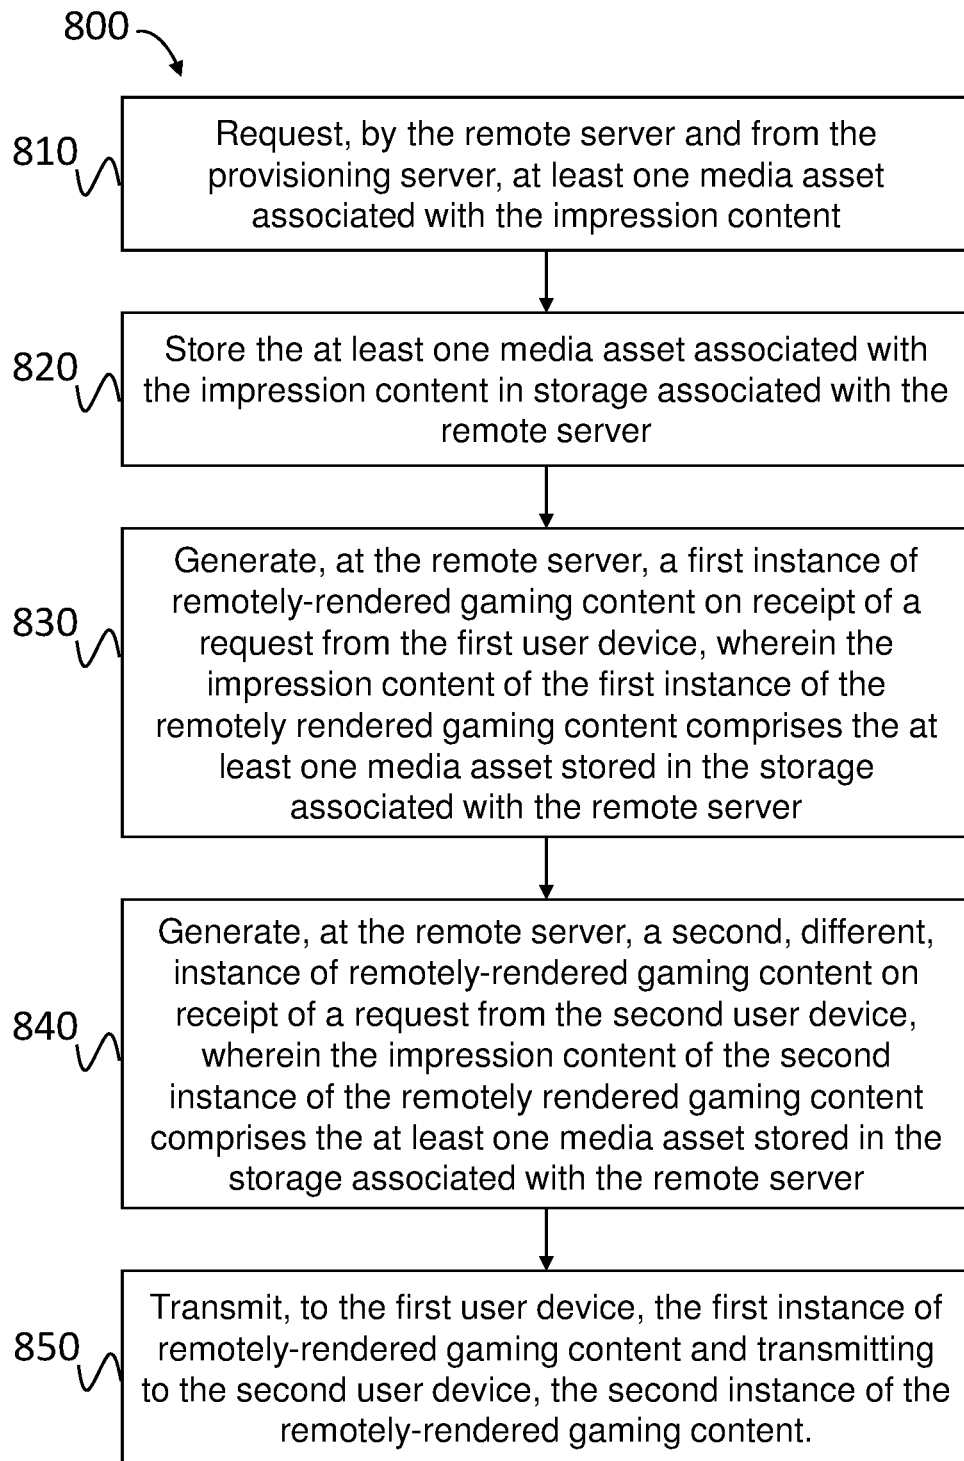 800
810
Request, by the remote server and from the
provisioning server, at least one media asset
associated with the impression content
820
Store the at least one media asset associated with
the impression content in storage associated with the
remote server
830
Generate, at the remote server, a first instance of
remotely-rendered gaming content on receipt of a
request from the first user device, wherein the
impression content of the first instance of the
remotely rendered gaming content comprises the at
least one media asset stored in the storage
associated with the remote server
840
Generate, at the remote server, a second, different,
instance of remotely-rendered gaming content on
receipt of a request from the second user device,
wherein the impression content of the second
instance of the remotely rendered gaming content
comprises the at least one media asset stored in the
storage associated with the remote server
850
Transmit, to the first user device, the first instance of
remotely-rendered gaming content and transmitting
to the second user device, the second instance of the
remotely-rendered gaming content.